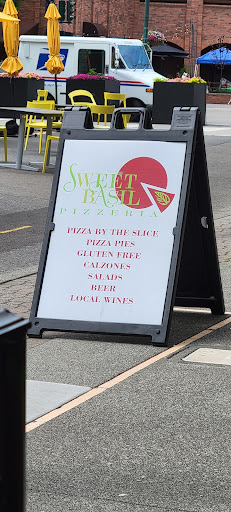 SWEET
BASIL
PIZZERIA
PIZZA BY THE SLICE
PIZZA PIES
GLUTEN FREE
CALZONES
SALADS
BEER
LOCAL WINES